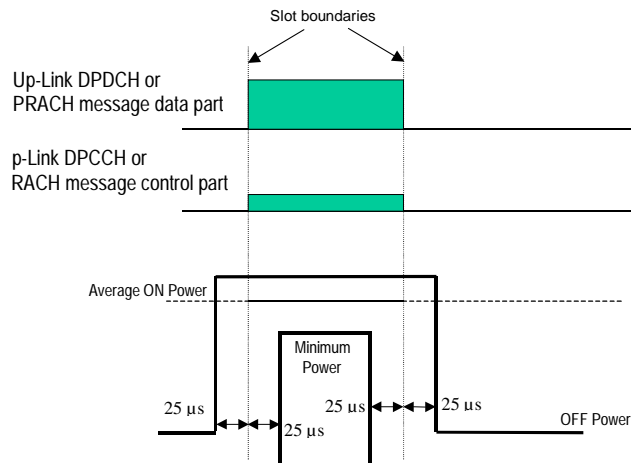 Slot boundaries
Up-Link DPDCH or
PRACH message data part
p-Link DPCCH or
RACH message control part
Average ON Power
Minimum
Power
25 µs
25 µs
25 µs
25 µs
OFF Power